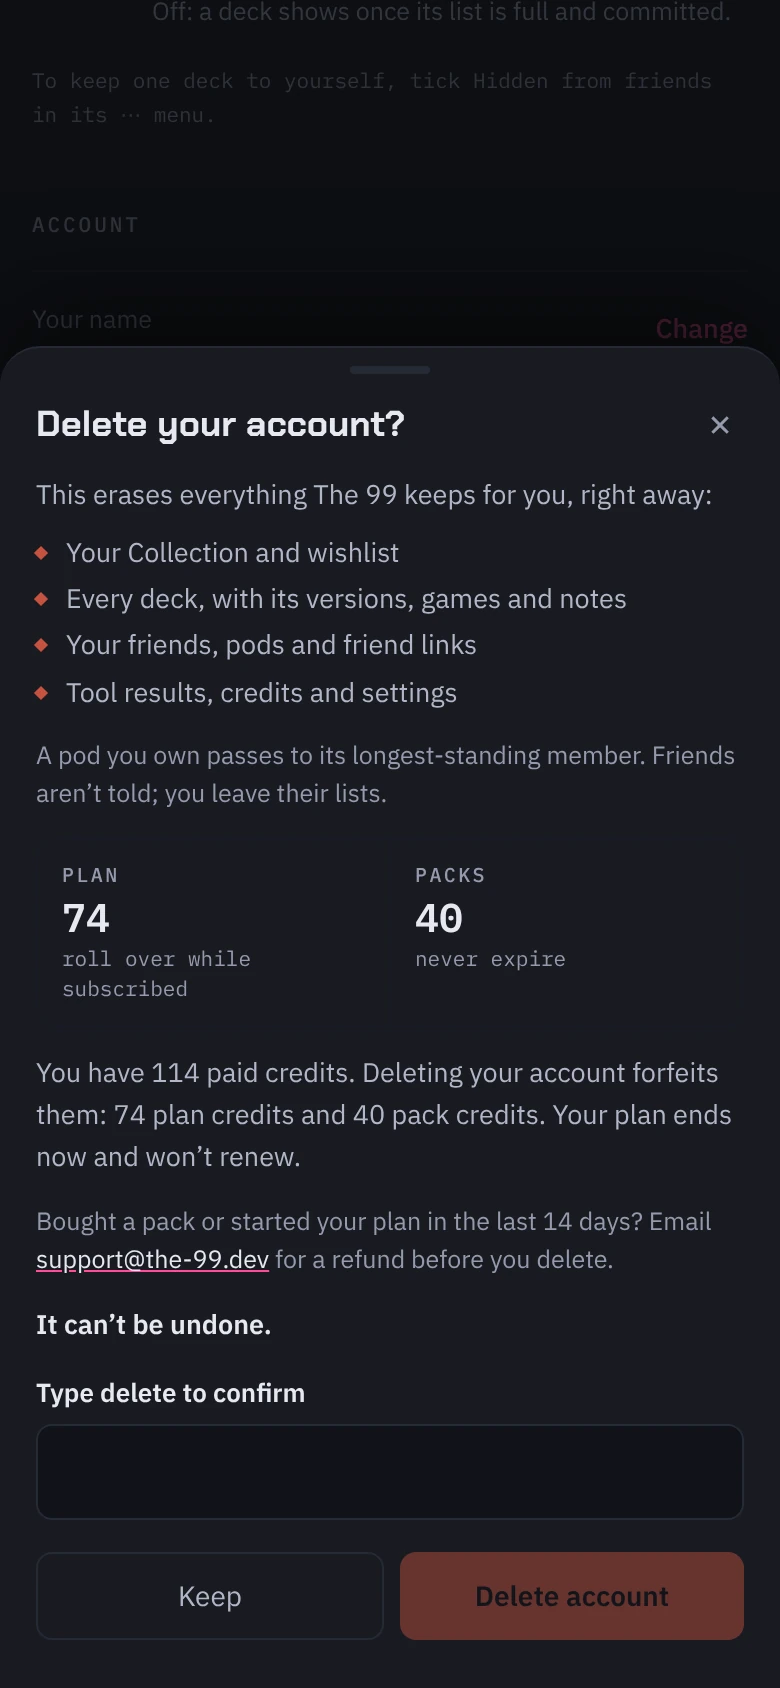 Off: a deck shows once its list is full and committed.
To keep one deck to yourself, tick Hidden from friends
in its ··· menu.
ACCOUNT
Your name
Change
Delete your account?
This erases everything The 99 keeps for you, right away:
Your Collection and wishlist
Every deck, with its versions, games and notes
Your friends, pods and friend links
Tool results, credits and settings
A pod you own passes to its longest-standing member. Friends
aren’t told; you leave their lists.
PLAN
74
roll over while
subscribed
PACKS
40
never expire
You have 114 paid credits. Deleting your account forfeits
them: 74 plan credits and 40 pack credits. Your plan ends
now and won’t renew.
Bought a pack or started your plan in the last 14 days? Email
support@the-99.dev for a refund before you delete.
It can’t be undone.
Type delete to confirm
Keep
Delete account